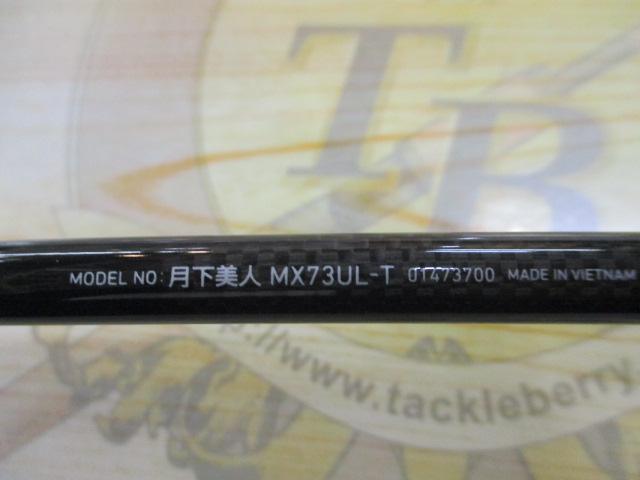 TB
MODEL NO: 月下美人 MX73UL-T 01473700 MADE IN VIETNAM
p://www.tackleberry